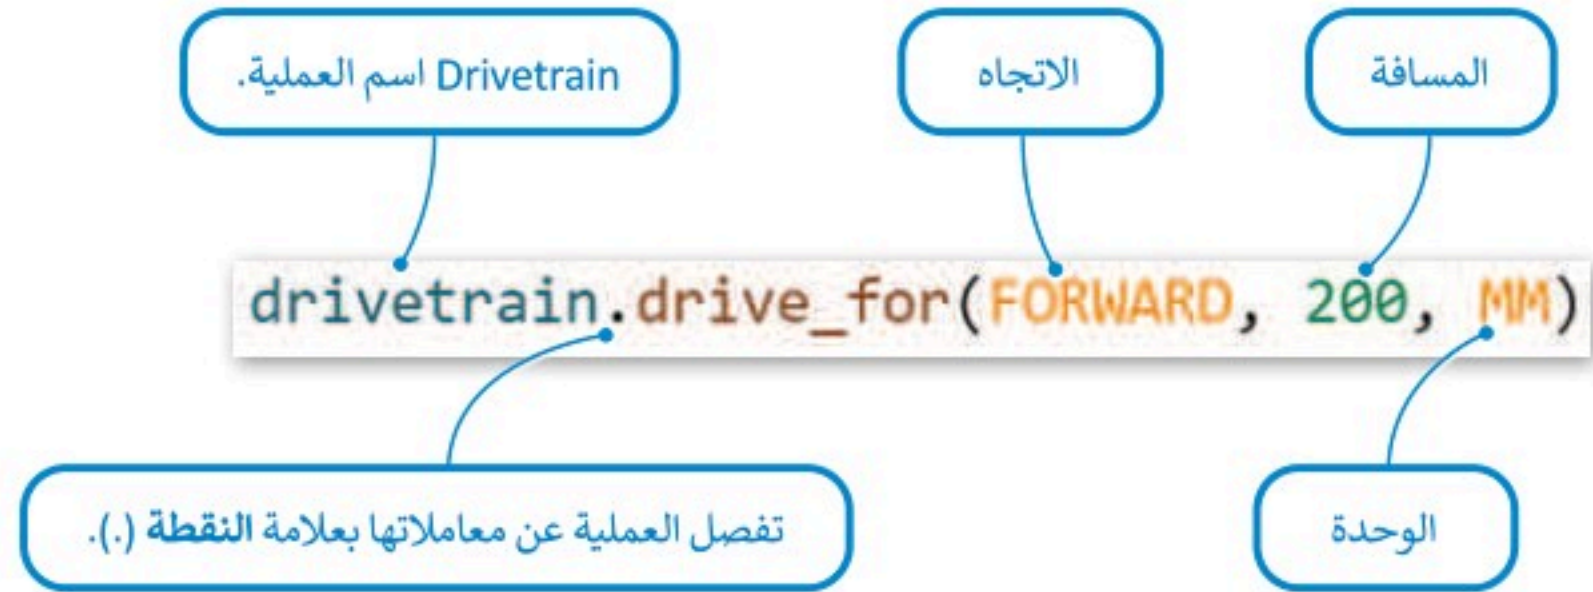 Drivetrain اسم العملية.
الاتجاه
المسافة
drivetrain.drive_for(FORWARD, 200, MM)
تفصل العملية عن معاملاتها بعلامة النقطة (.).
الوحدة